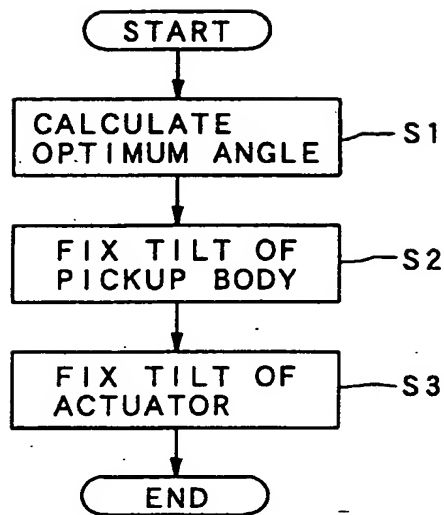 START
CALCULATE
OPTIMUM ANGLE
S1
FIX TILT OF
PICKUP BODY
S2
FIX TILT OF
ACTUATOR
S3
END